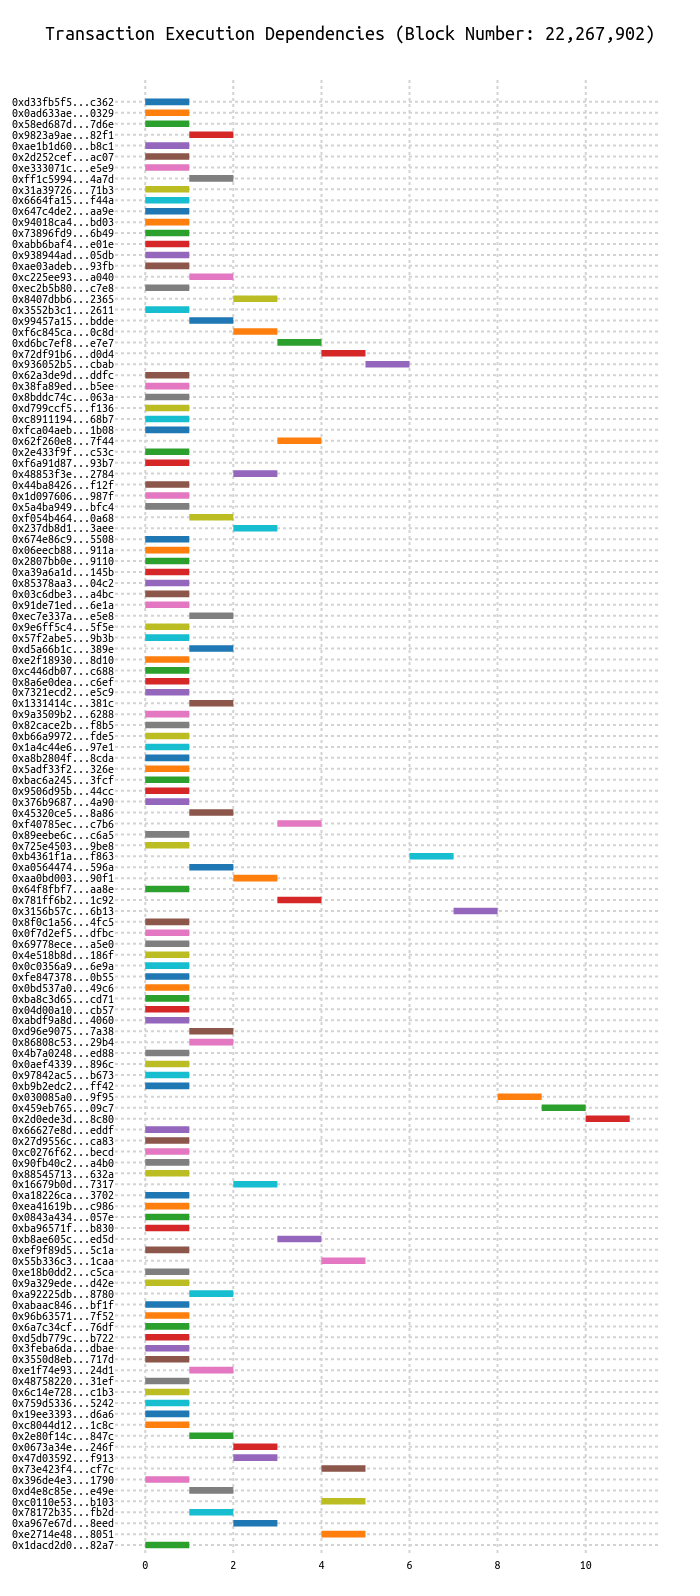 Transaction Execution Dependencies (Block Number: 22,267,902)
0xd33fb5f5...c362
0x0ad633ae...0329
0x58ed687d...7d6e
0x9823a9ae...82f1
0xae1b1d60...b8c1
0x2d252cef...ac07
0xe333071c...e5e9
0xff1c5994...4a7d
0x31a39726...71b3
0x6664fa15...f44a
0x647c4de2...aa9e
0x94018ca4...bd03
0x73896fd9...6b49
0xabb6baf4...e01e
0x938944ad...05db
0xae03adeb...93fb
0xc225ee93...a040
0xec2b5b80...c7e8
0x8407dbb6...2365
0x3552b3c1...2611
0x99457a15...bdde
0xf6c845ca...0c8d
0xd6bc7ef8...e7e7
0x72df91b6...d0d4
0x936052b5...cbab
0x62a3de9d...ddfc
0x38fa89ed...b5ee
0x8bddc74c...063a
0xd799ccf5...f136
0xc8911194...68b7
0xfca04aeb...1b08
0x62f260e8...7f44
0x2e433f9f...c53c
0xf6a91d87...93b7
0x48853f3e...2784
0x44ba8426...f12f
0x1d097606...987f
0x5a4ba949...bfc4
0xf054b464...0a68
0x237db8d1...3aee
0x674e86c9...5508
0x06eecb88...911a
0x2807bb0e...9110
0xa39a6a1d...145b
0x85378aa3...04c2
0x03c6dbe3...a4bc
0x91de71ed...6e1a
0xec7e337a...e5e8
0x9e6ff5c4...5f5e
0x57f2abe5...9b3b
0xd5a66b1c...389e
0xe2f18930...8d10
0xc446db07...c688
0x8a6e0dea...c6ef
0x7321ecd2...e5c9
0x1331414c...381c
0x9a3509b2...6288
0x82cace2b...f8b5
0xb66a9972...fde5
0x1a4c44e6...97e1
0xa8b2804f...8cda
0x5adf33f2...326e
0xbac6a245...3fcf
0x9506d95b...44cc
0x376b9687...4a90
0x45320ce5...8a86
0xf40785ec...c7b6
0x89eebe6c...c6a5
0x725e4503...9be8
0xb4361f1a...f863
0xa0564474...596a
0xaa0bd003...90f1
0x64f8fbf7...aa8e
0x781ff6b2...1c92
0x3156b57c...6b13
0x8f0c1a56...4fc5
0x0f7d2ef5...dfbc
0x69778ece...a5e0
0x4e518b8d...186f
0x0c0356a9...6e9a
0xfe847378...0b55
0x0bd537a0...49c6
0xba8c3d65...cd71
0x04d00a10...cb57
0xabdf9a8d...4060
0xd96e9075...7a38
0x86808c53...29b4
0x4b7a0248...ed88
0x0aef4339...896c
0x97842ac5...b673
0xb9b2edc2...ff42
0x030085a0...9f95
0x459eb765...09c7
0x2d0ede3d...8c80
0x66627e8d...eddf
0x27d9556c...ca83
0xc0276f62...becd
0x90fb40c2...a4b0
0x88545713...632a
0x16679b0d...7317
0xa18226ca...3702
0xea41619b...c986
0x0843a434...057e
0xba96571f...b830
0xb8ae605c...ed5d
0xef9f89d5...5c1a
0x55b336c3...1caa
0xe18b0dd2...c5ca
0x9a329ede...d42e
0xa92225db...8780
0xabaac846...bf1f
0x96b63571...7f52
0x6a7c34cf...76df
0xd5db779c...b722
0x3feba6da...dbae
0x3550d8eb...717d
0xe1f74e93...24d1
0x48758220...31ef
0x6c14e728...c1b3
0x759d5336...5242
0x19ee3393...d6a6
0xc8044d12...1c8c
0x2e80f14c...847c
0x0673a34e...246f
0x47d03592...f913
0x73e423f4...cf7c
0x396de4e3...1790
0xd4e8c85e...e49e
0xc0110e53...b103
0x78172b35...fb2d
0xa967e67d...8eed
0xe2714e48...8051
0x1dacd2d0...82a7
0 2 4 6 8 10